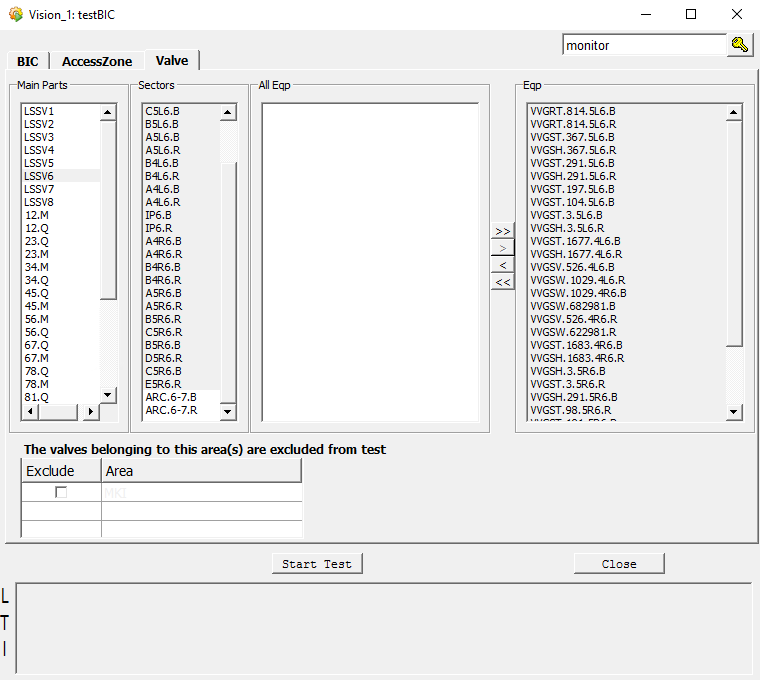 Vision_1: testBIC
monitor
BIC
AccessZone
Valve
Main Parts
LSSV1
LSSV2
LSSV3
LSSV4
LSSV5
LSSV6
LSSV7
LSSV8
12.M
12.Q
23.Q
23.M
34.M
34.Q
45.Q
45.M
56.M
56.Q
67.Q
67.M
78.Q
78.M
81.Q
Sectors
C5L6.B
B5L6.B
A5L6.B
A5L6.R
B4L6.B
B4L6.R
A4L6.R
A4L6.B
IP6.B
IP6.R
A4R6.B
A4R6.R
B4R6.B
B4R6.R
A5R6.B
A5R6.R
B5R6.R
C5R6.R
B5R6.B
D5R6.R
C5R6.B
E5R6.R
ARC.6-7.B
ARC.6-7.R
All Eqp
>>
>
<
<<
Eqp
VVGRT.814.5L6.B
VVGRT.814.5L6.R
VVGST.367.5L6.B
VVGSH.367.5L6.R
VVGST.291.5L6.B
VVGSH.291.5L6.R
VVGST.197.5L6.B
VVGST.104.5L6.B
VVGST.3.5L6.B
VVGSH.3.5L6.R
VVGST.1677.4L6.B
VVGSH.1677.4L6.R
VVGSV.526.4L6.B
VVGSW.1029.4L6.R
VVGSW.1029.4R6.B
VVGSW.682981.B
VVGSV.526.4R6.R
VVGSW.622981.R
VVGST.1683.4R6.B
VVGSH.1683.4R6.R
VVGSH.3.5R6.B
VVGST.3.5R6.R
VVGSH.291.5R6.B
VVGST.98.5R6.R
The valves belonging to this area(s) are excluded from test
Exclude
Area
MKI
Start Test
Close
L
T
I